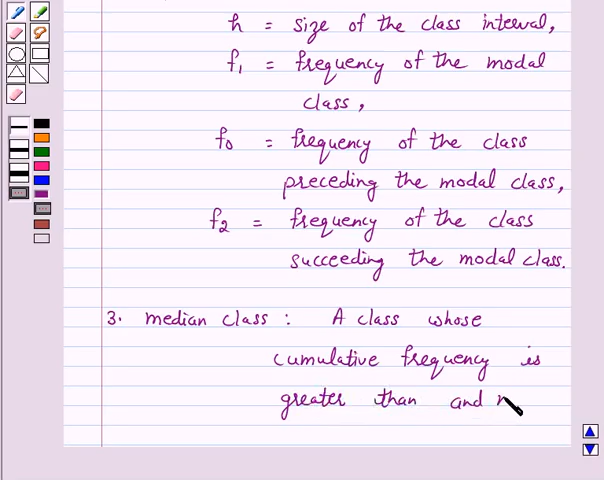 h = size of the class interval,
f₁ = frequency of the modal
class,
f₀ = frequency of the class
preceding the modal class,
f₂ = frequency of the class
succeeding the modal class.
3. median class : A class whose
cumulative frequency is
greater than and